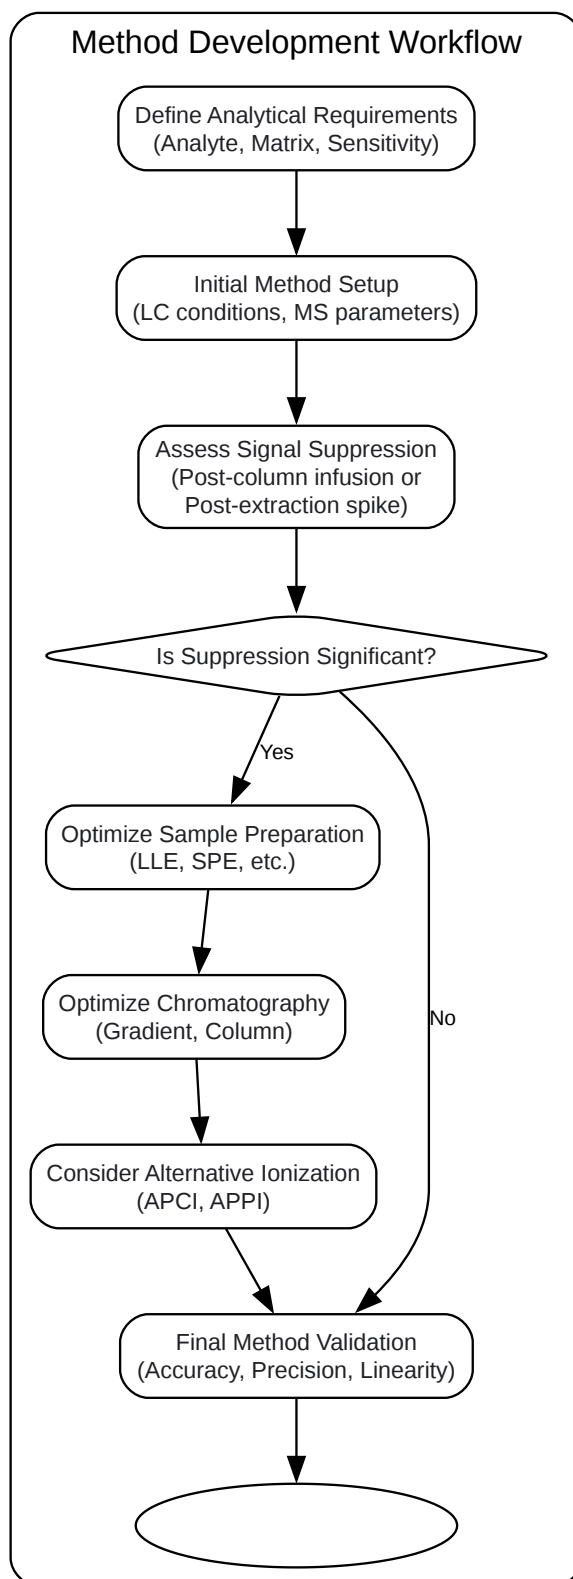 Method Development Workflow
Define Analytical Requirements
(Analyte, Matrix, Sensitivity)
Initial Method Setup
(LC conditions, MS parameters)
Assess Signal Suppression
(Post-column infusion or
Post-extraction spike)
Is Suppression Significant?
Yes
Optimize Sample Preparation
(LLE, SPE, etc.)
Optimize Chromatography
(Gradient, Column)
No
Consider Alternative Ionization
(APCI, APPI)
Final Method Validation
(Accuracy, Precision, Linearity)